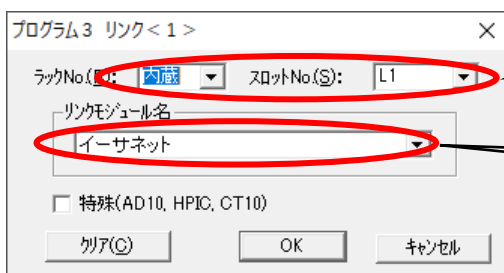 プログラム3 リンク<1>
ラックNo.(R): 内蔵 スロットNo.(S): L1
リンクモジュール名
イーサネット
特殊(AD10, HPIC, CT10)
クリア(C) OK キャンセル